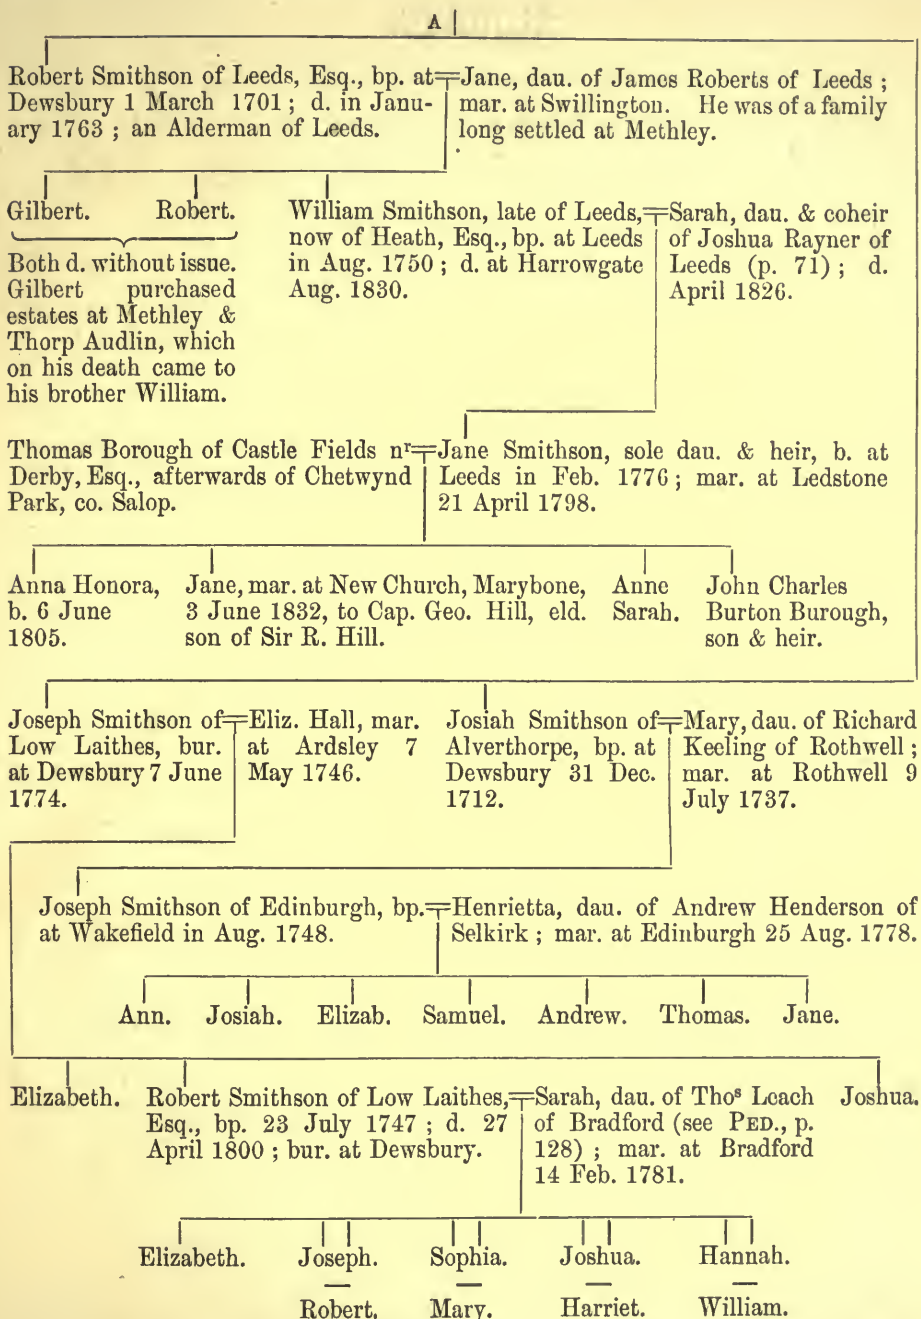 A
Robert Smithson of Leeds, Esq., bp. at
Dewsbury 1 March 1701 ; d. in Janu-
ary 1763 ; an Alderman of Leeds.
Jane, dau. of James Roberts of Leeds ;
mar. at Swillington. He was of a family
long settled at Methley.
Gilbert. Robert.
Both d. without issue.
Gilbert purchased
estates at Methley &
Thorp Audlin, which
on his death came to
his brother William.
William Smithson, late of Leeds,
now of Heath, Esq., bp. at Leeds
in Aug. 1750 ; d. at Harrowgate
Aug. 1830.
Sarah, dau. & coheir
of Joshua Rayner of
Leeds (p. 71) ; d.
April 1826.
Thomas Borough of Castle Fields nʳ
Derby, Esq., afterwards of Chetwynd
Park, co. Salop.
Jane Smithson, sole dau. & heir, b. at
Leeds in Feb. 1776 ; mar. at Ledstone
21 April 1798.
Anna Honora,
b. 6 June
1805.
Jane, mar. at New Church, Marybone,
3 June 1832, to Cap. Geo. Hill, eld.
son of Sir R. Hill.
Anne
Sarah.
John Charles
Burton Burough,
son & heir.
Joseph Smithson of
Low Laithes, bur.
at Dewsbury 7 June
1774.
Eliz. Hall, mar.
at Ardsley 7
May 1746.
Josiah Smithson of
Alverthorpe, bp. at
Dewsbury 31 Dec.
1712.
Mary, dau. of Richard
Keeling of Rothwell ;
mar. at Rothwell 9
July 1737.
Joseph Smithson of Edinburgh, bp.
at Wakefield in Aug. 1748.
Henrietta, dau. of Andrew Henderson of
Selkirk ; mar. at Edinburgh 25 Aug. 1778.
Ann. Josiah. Elizab. Samuel. Andrew. Thomas. Jane.
Elizabeth.
Robert Smithson of Low Laithes,
Esq., bp. 23 July 1747 ; d. 27
April 1800 ; bur. at Dewsbury.
Sarah, dau. of Thoˢ Leach
of Bradford (see PED., p.
128) ; mar. at Bradford
14 Feb. 1781.
Joshua.
Elizabeth. Joseph. Sophia. Joshua. Hannah.
Robert. Mary. Harriet. William.